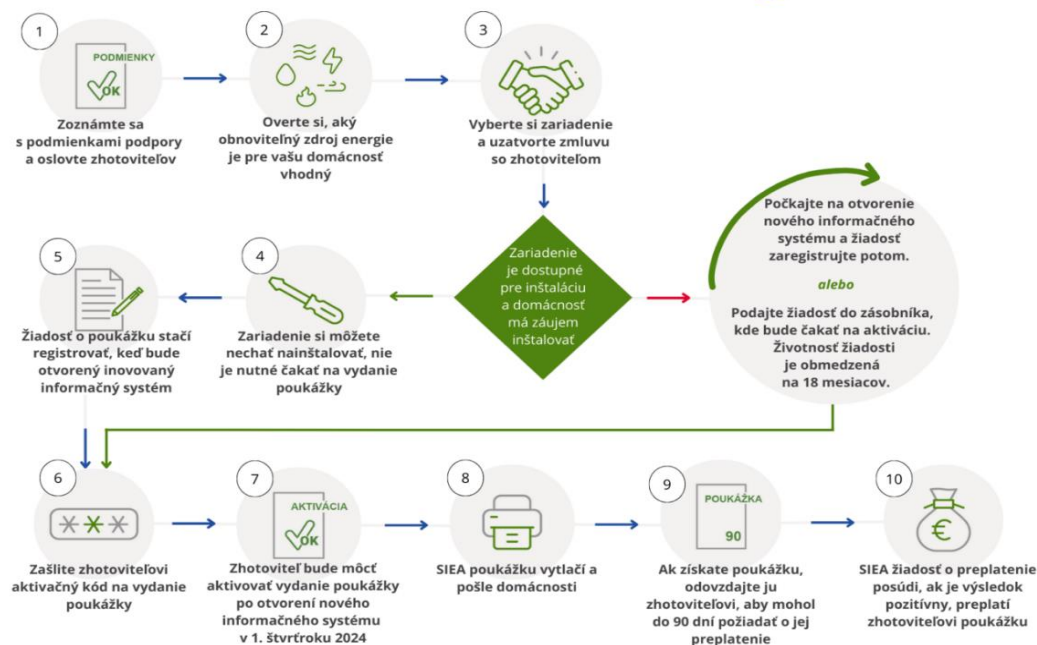 1
PODMIENKY
OK
Zoznámte sa
s podmienkami podpory
a oslovte zhotoviteľov
2
Overte si, aký
obnoviteľný zdroj energie
je pre vašu domácnosť
vhodný
3
Vyberte si zariadenie
a uzatvorte zmluvu
so zhotoviteľom
Zariadenie
je dostupné
pre inštaláciu
a domácnosť
má záujem
inštalovať
Počkajte na otvorenie
nového informačného
systému a žiadosť
zaregistrujte potom.
alebo
Podajte žiadosť do zásobníka,
kde bude čakať na aktiváciu.
Životnosť žiadosti
je obmedzená
na 18 mesiacov.
4
Zariadenie si môžete
nechať nainštalovať, nie
je nutné čakať na vydanie
poukážky
5
Žiadosť o poukážku stačí
registrovať, keď bude
otvorený inovovaný
informačný systém
6
Zašlite zhotoviteľovi
aktivačný kód na vydanie
poukážky
7
AKTIVÁCIA
OK
Zhotoviteľ bude môcť
aktivovať vydanie poukážky
po otvorení nového
informačného systému
v 1. štvrťroku 2024
8
SIEA poukážku vytlačí a
pošle domácnosti
9
POUKÁŽKA
90
Ak získate poukážku,
odovzdajte ju
zhotoviteľovi, aby mohol
do 90 dní požiadať o jej
preplatenie
10
€
SIEA žiadosť o preplatenie
posúdi, ak je výsledok
pozitívny, preplatí
zhotoviteľovi poukážku